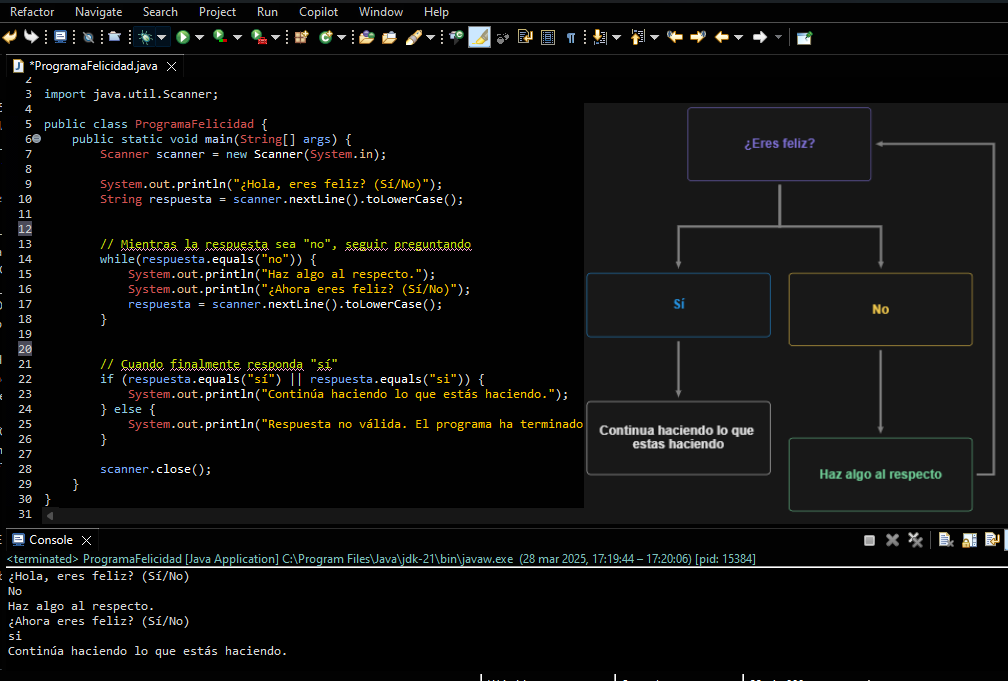 Refactor Navigate Search Project Run Copilot Window Help
*ProgramaFelicidad.java
2
3 import java.util.Scanner;
4
5 public class ProgramaFelicidad {
6 public static void main(String[] args) {
7 Scanner scanner = new Scanner(System.in);
8
9 System.out.println("¿Hola, eres feliz? (Sí/No)");
10 String respuesta = scanner.nextLine().toLowerCase();
11
12
13 // Mientras la respuesta sea "no", seguir preguntando
14 while(respuesta.equals("no")) {
15 System.out.println("Haz algo al respecto.");
16 System.out.println("¿Ahora eres feliz? (Sí/No)");
17 respuesta = scanner.nextLine().toLowerCase();
18 }
19
20
21 // Cuando finalmente responda "sí"
22 if (respuesta.equals("sí") || respuesta.equals("si")) {
23 System.out.println("Continúa haciendo lo que estás haciendo.");
24 } else {
25 System.out.println("Respuesta no válida. El programa ha terminado
26 }
27
28 scanner.close();
29 }
30 }
31
¿Eres feliz?
Sí
No
Continua haciendo lo que
estas haciendo
Haz algo al respecto
Console
<terminated> ProgramaFelicidad [Java Application] C:\Program Files\Java\jdk-21\bin\javaw.exe (28 mar 2025, 17:19:44 – 17:20:06) [pid: 15384]
¿Hola, eres feliz? (Sí/No)
No
Haz algo al respecto.
¿Ahora eres feliz? (Sí/No)
si
Continúa haciendo lo que estás haciendo.